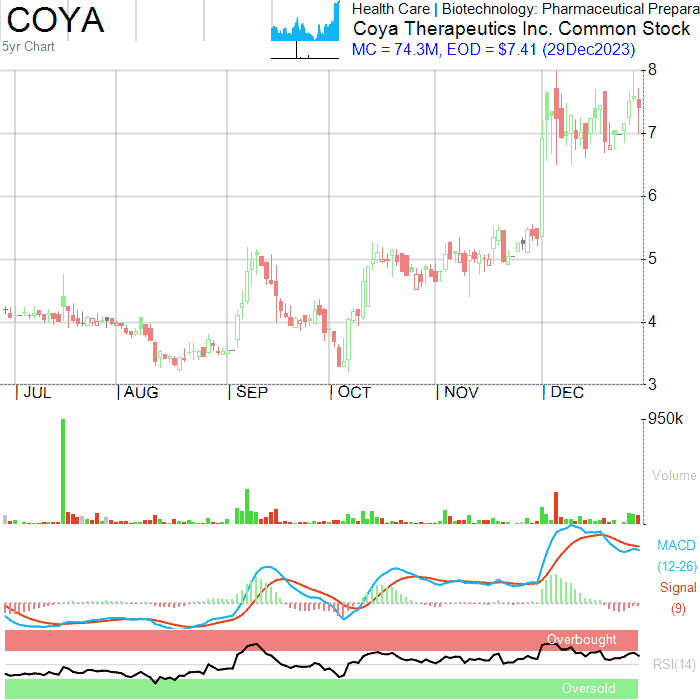 COYA
5yr Chart
Health Care | Biotechnology: Pharmaceutical Prepara
Coya Therapeutics Inc. Common Stock
MC = 74.3M, EOD = $7.41 (29Dec2023)
8
7
6
5
4
3
JUL AUG SEP OCT NOV DEC
950k
Volume
MACD
(12-26)
Signal
(9)
Overbought
RSI(14)
Oversold